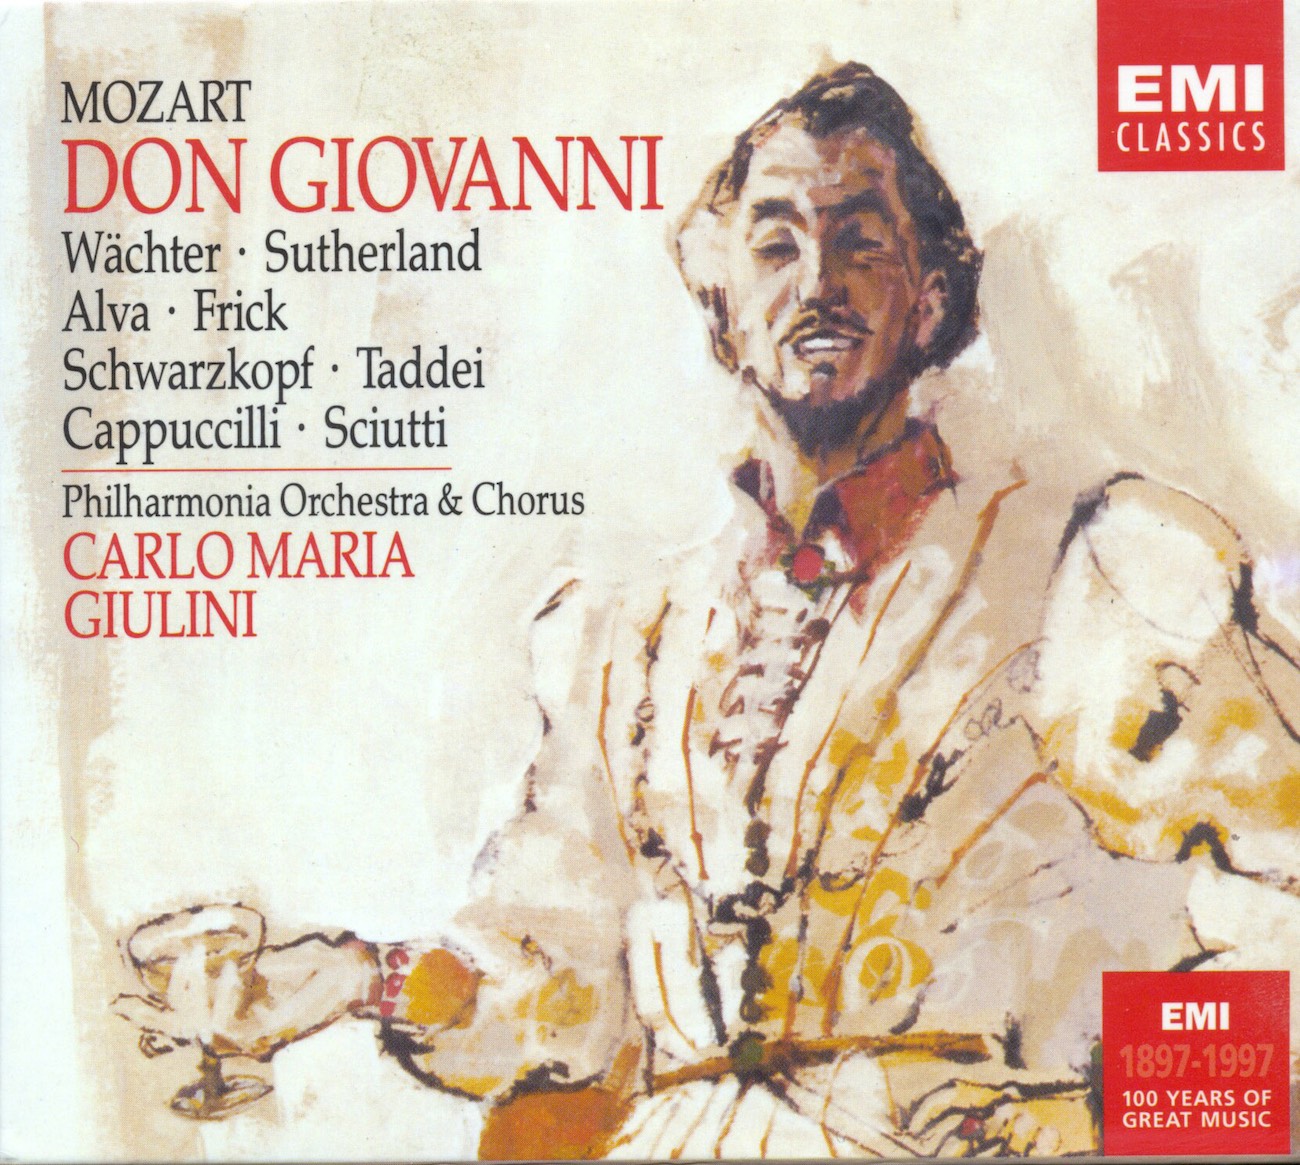 MOZART
DON GIOVANNI
Wächter · Sutherland
Alva · Frick
Schwarzkopf · Taddei
Cappuccilli · Sciutti
Philharmonia Orchestra & Chorus
CARLO MARIA
GIULINI
EMI
CLASSICS
EMI
1897-1997
100 YEARS OF
GREAT MUSIC